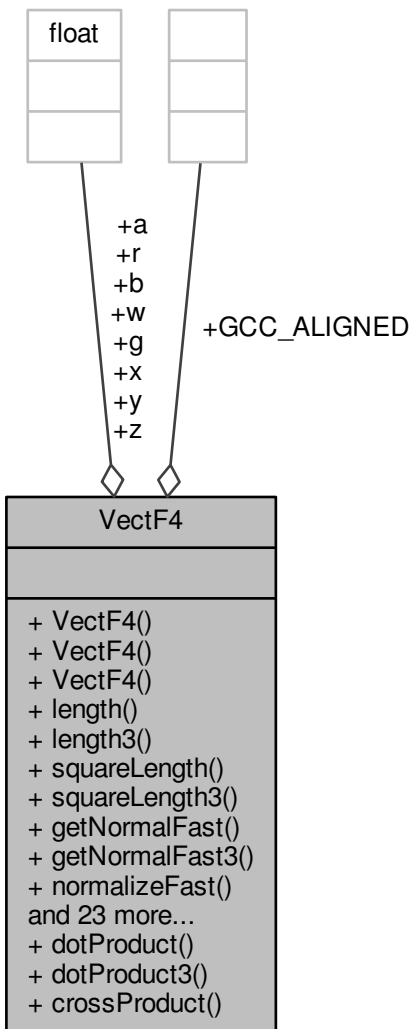 float
+a
+r
+b
+w
+g
+x
+y
+z
+GCC_ALIGNED
VectF4
+ VectF4()
+ VectF4()
+ VectF4()
+ length()
+ length3()
+ squareLength()
+ squareLength3()
+ getNormalFast()
+ getNormalFast3()
+ normalizeFast()
and 23 more...
+ dotProduct()
+ dotProduct3()
+ crossProduct()